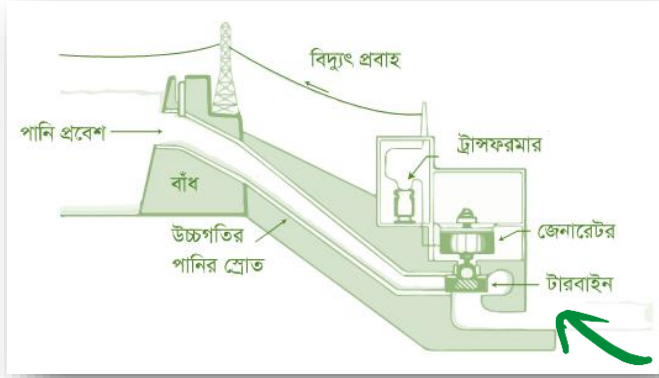 বিদ্যুৎ প্রবাহ
পানি প্রবেশ
ট্রান্সফরমার
বাঁধ
উচ্চগতির
পানির স্রোত
জেনারেটর
টারবাইন